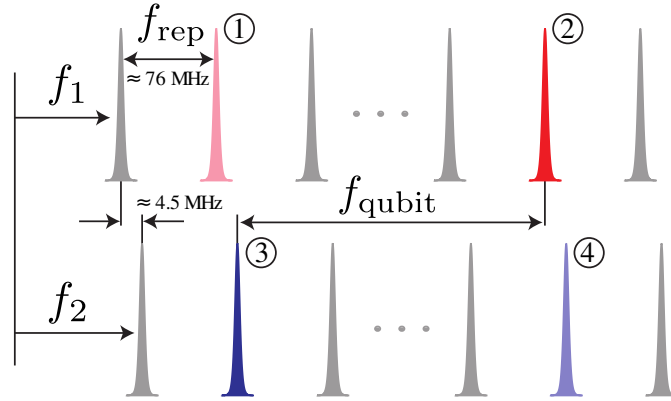 f_rep ① ②
≈ 76 MHz
f_1
. . .
≈ 4.5 MHz
f_qubit
③ ④
f_2
. . .